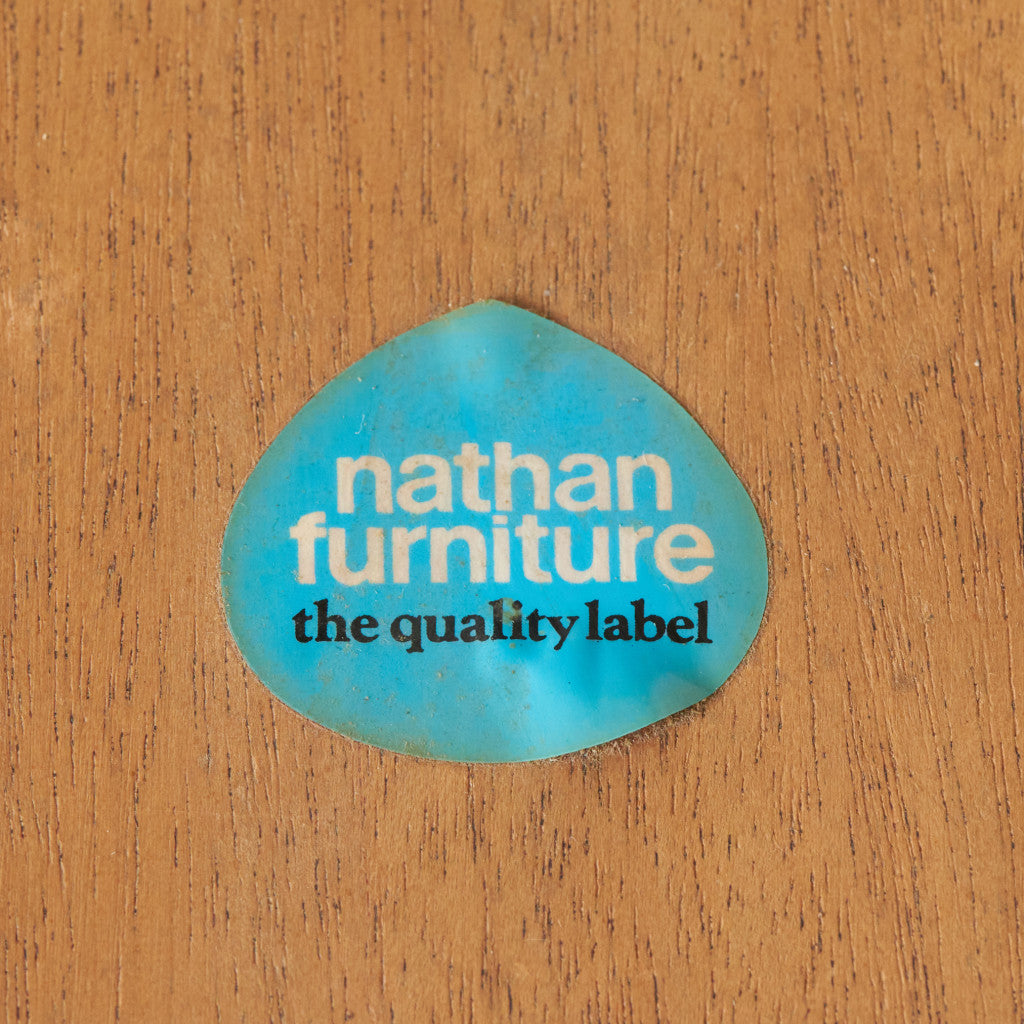 nathan
furniture
the quality label